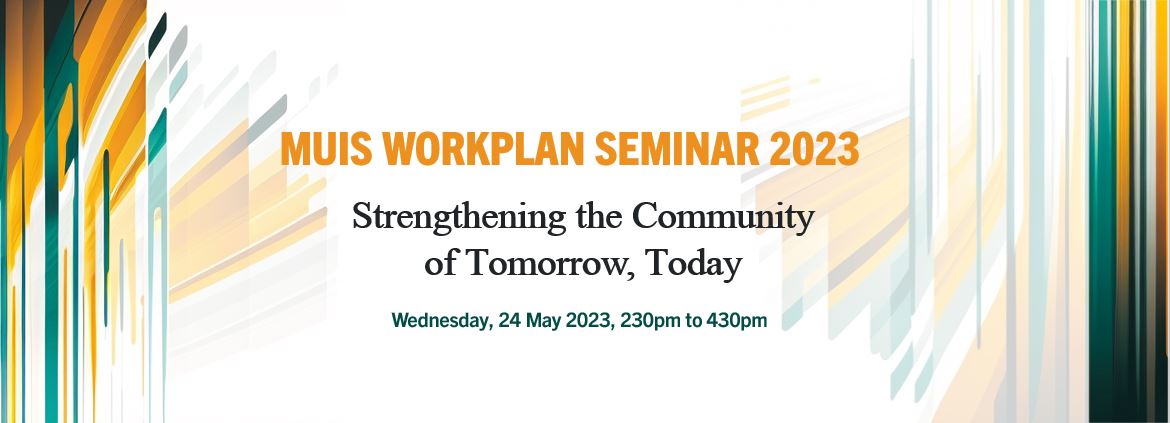 MUIS WORKPLAN SEMINAR 2023
Strengthening the Community
of Tomorrow, Today
Wednesday, 24 May 2023, 230pm to 430pm